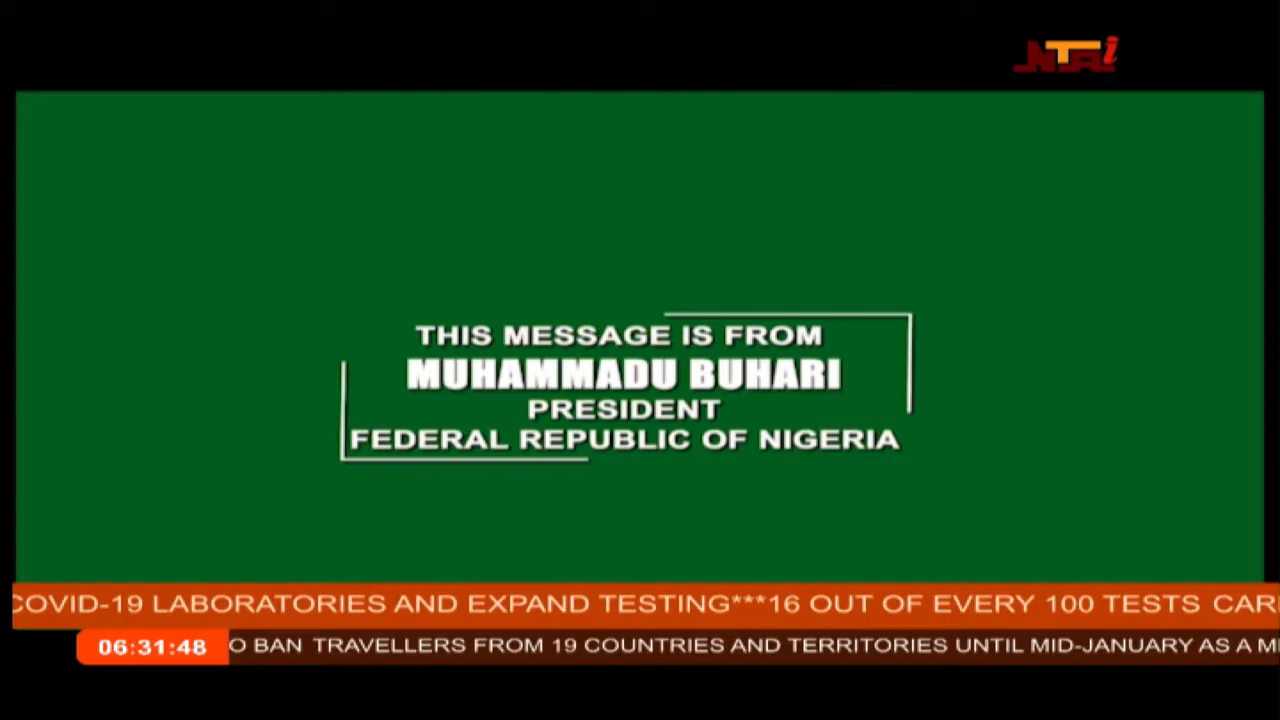 NTAi
THIS MESSAGE IS FROM
MUHAMMADU BUHARI
PRESIDENT
FEDERAL REPUBLIC OF NIGERIA
COVID-19 LABORATORIES AND EXPAND TESTING***16 OUT OF EVERY 100 TESTS
06:31:48
O BAN TRAVELLERS FROM 19 COUNTRIES AND TERRITORIES UNTIL MID-JANUARY AS A